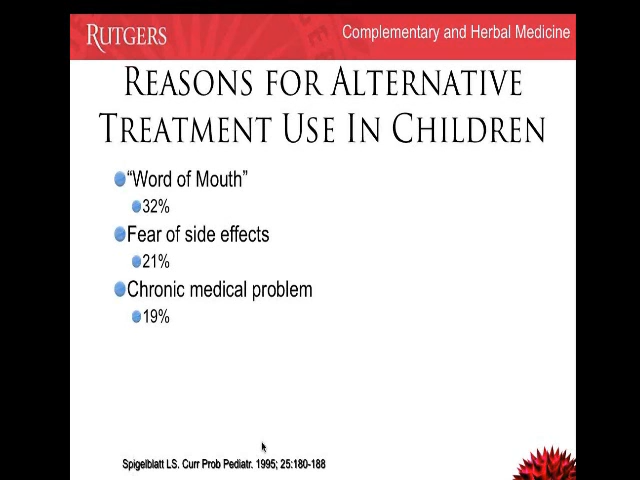 RUTGERS
Complementary and Herbal Medicine
REASONS FOR ALTERNATIVE
TREATMENT USE IN CHILDREN
“Word of Mouth”
32%
Fear of side effects
21%
Chronic medical problem
19%
Spigelblatt LS. Curr Prob Pediatr. 1995; 25:180-188